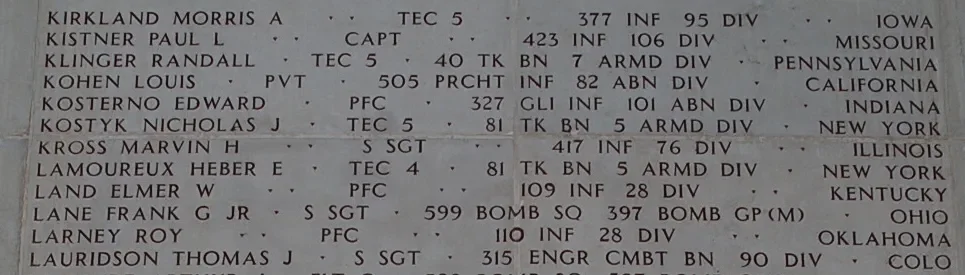 KIRKLAND MORRIS A · · TEC 5 · · 377 INF 95 DIV · · IOWA
KISTNER PAUL L · · CAPT · · 423 INF 106 DIV · · MISSOURI
KLINGER RANDALL · TEC 5 · 40 TK BN 7 ARMD DIV · PENNSYLVANIA
KOHEN LOUIS · PVT · 505 PRCHT INF 82 ABN DIV · CALIFORNIA
KOSTERNO EDWARD · PFC · 327 GLI INF 101 ABN DIV · INDIANA
KOSTYK NICHOLAS J · TEC 5 · 81 TK BN 5 ARMD DIV · NEW YORK
KROSS MARVIN H · · S SGT · · 417 INF 76 DIV · · ILLINOIS
LAMOUREUX HEBER E · TEC 4 · 81 TK BN 5 ARMD DIV · NEW YORK
LAND ELMER W · · PFC · · 109 INF 28 DIV · · KENTUCKY
LANE FRANK G JR · S SGT · 599 BOMB SQ 397 BOMB GP (M) · OHIO
LARNEY ROY · · PFC · · 110 INF 28 DIV · · OKLAHOMA
LAURIDSON THOMAS J · S SGT · 315 ENGR CMBT BN 90 DIV · COLO